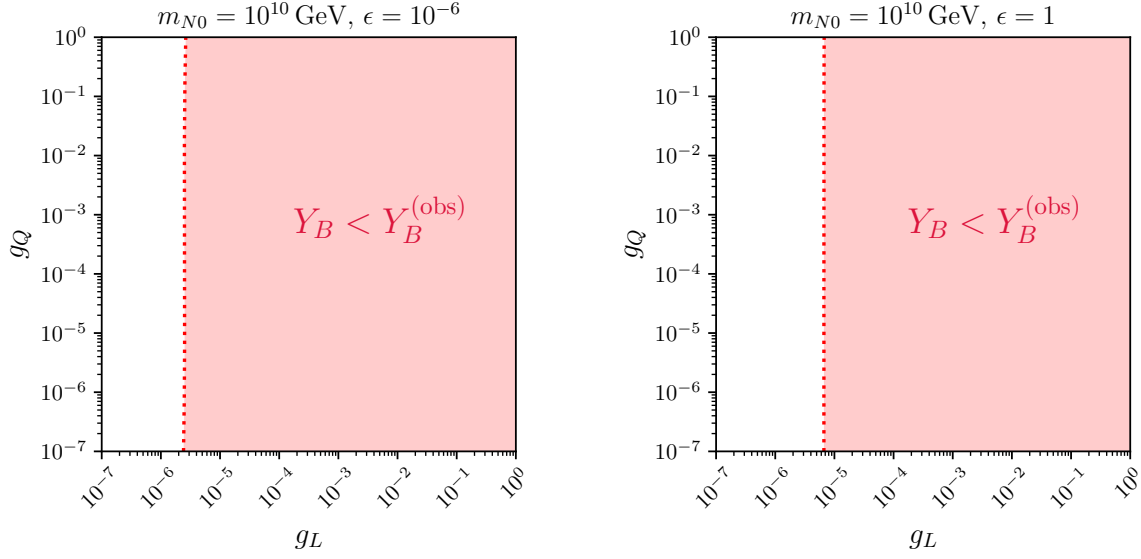 m_{N0} = 10^{10} GeV, ϵ = 10^{-6}
10^0
10^{-1}
10^{-2}
10^{-3}
10^{-4}
10^{-5}
10^{-6}
10^{-7}
g_Q
Y_B < Y_B^{(obs)}
10^{-7} 10^{-6} 10^{-5} 10^{-4} 10^{-3} 10^{-2} 10^{-1} 10^0
g_L
m_{N0} = 10^{10} GeV, ϵ = 1
10^0
10^{-1}
10^{-2}
10^{-3}
10^{-4}
10^{-5}
10^{-6}
10^{-7}
g_Q
Y_B < Y_B^{(obs)}
10^{-7} 10^{-6} 10^{-5} 10^{-4} 10^{-3} 10^{-2} 10^{-1} 10^0
g_L